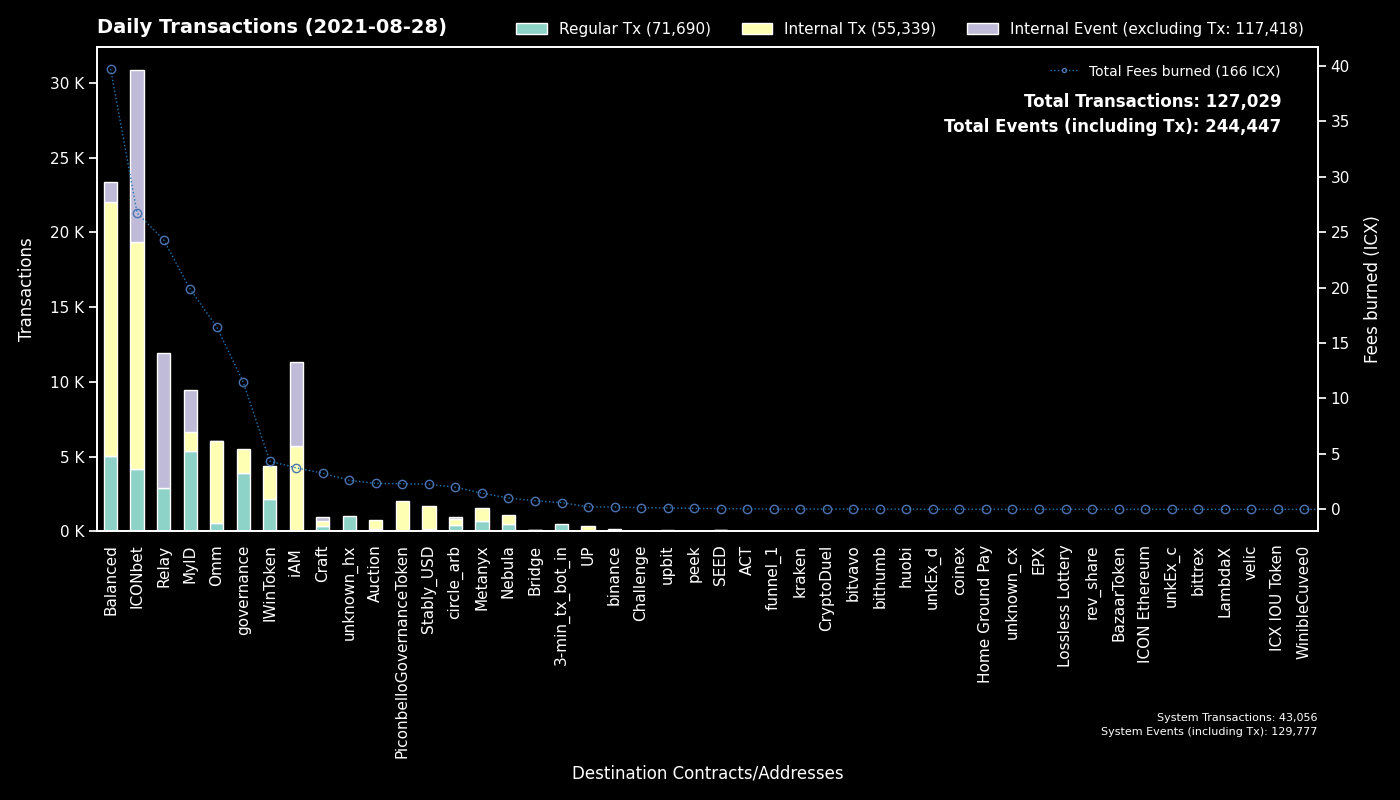 Daily Transactions (2021-08-28)
Regular Tx (71,690)
Internal Tx (55,339)
Internal Event (excluding Tx: 117,418)
Total Fees burned (166 ICX)
Total Transactions: 127,029
Total Events (including Tx): 244,447
Transactions
30 K
25 K
20 K
15 K
10 K
5 K
0 K
40
35
30
25
20
15
10
5
0
Fees burned (ICX)
Balanced
ICONbet
Relay
MyID
Omm
governance
IWinToken
iAM
Craft
unknown_hx
Auction
PiconbelloGovernanceToken
Stably_USD
circle_arb
Metanyx
Nebula
Bridge
3-min_tx_bot_in
UP
binance
Challenge
upbit
peek
SEED
ACT
funnel_1
kraken
CryptoDuel
bitvavo
bithumb
huobi
unkEx_d
coinex
Home Ground Pay
unknown_cx
EPX
Lossless Lottery
rev_share
BazaarToken
ICON Ethereum
unkEx_c
bittrex
LambdaX
velic
ICX IOU Token
WinibleCuvee0
System Transactions: 43,056
System Events (including Tx): 129,777
Destination Contracts/Addresses